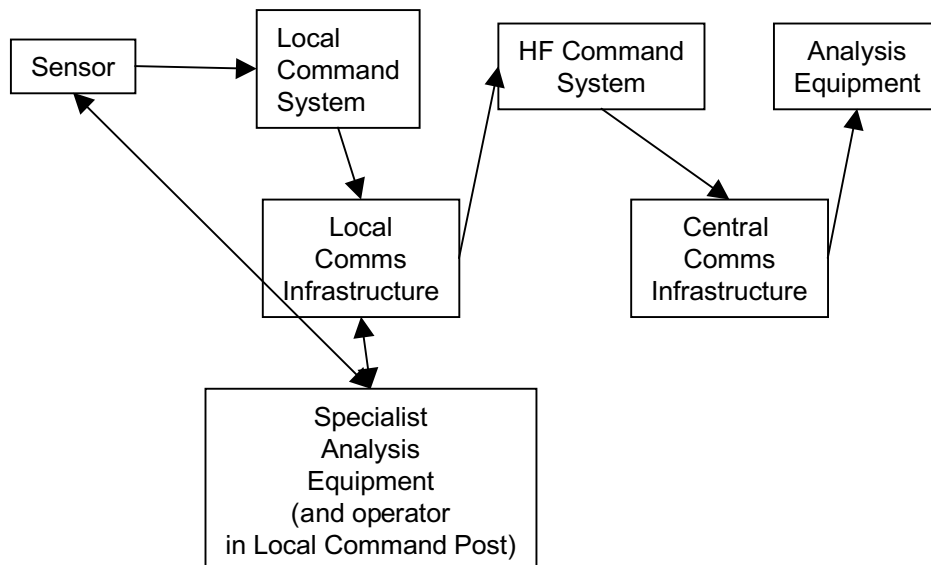 Sensor
Local
Command
System
HF Command
System
Analysis
Equipment
Local
Comms
Infrastructure
Central
Comms
Infrastructure
Specialist
Analysis
Equipment
(and operator
in Local Command Post)